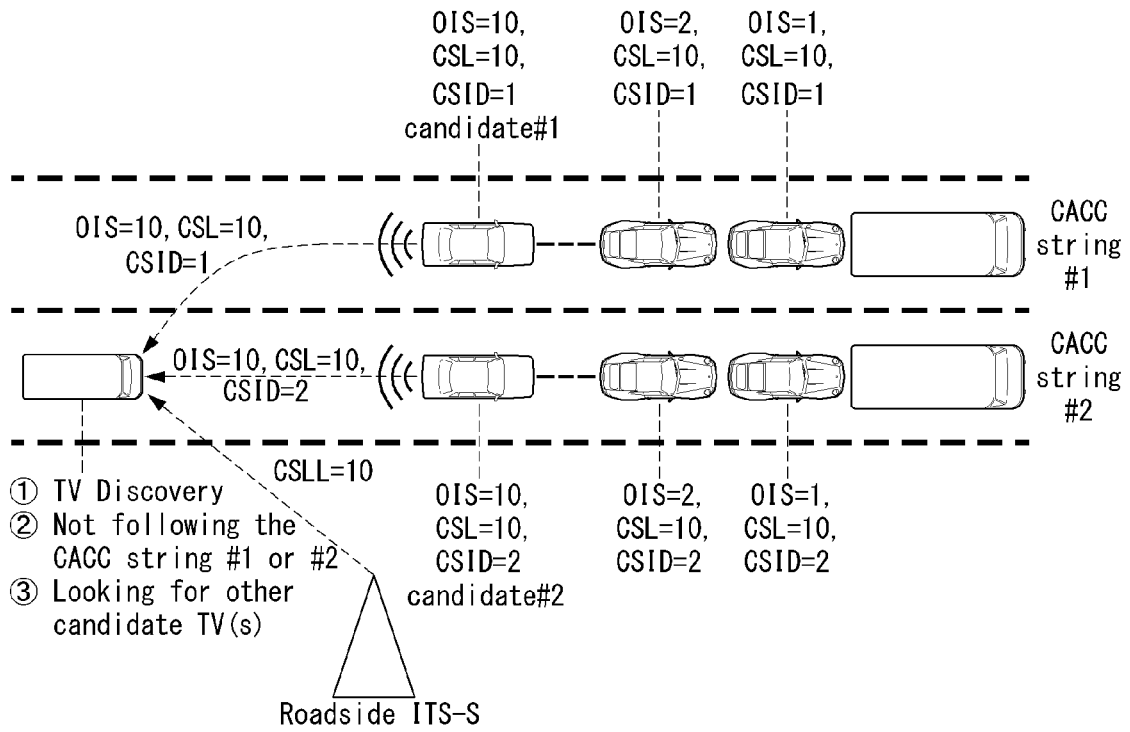 OIS=10,
CSL=10,
CSID=1
candidate#1
OIS=2,
CSL=10,
CSID=1
OIS=1,
CSL=10,
CSID=1
OIS=10, CSL=10,
CSID=1
CACC
string
#1
OIS=10, CSL=10,
CSID=2
CACC
string
#2
CSLL=10
① TV Discovery
② Not following the
CACC string #1 or #2
③ Looking for other
candidate TV(s)
OIS=10,
CSL=10,
CSID=2
candidate#2
OIS=2,
CSL=10,
CSID=2
OIS=1,
CSL=10,
CSID=2
Roadside ITS-S